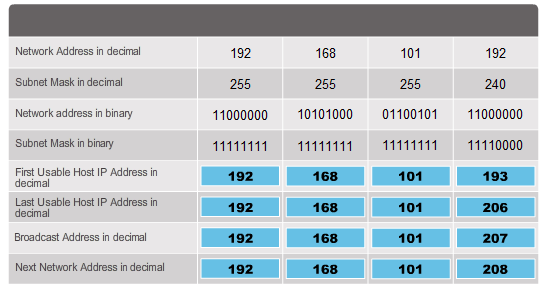 Network Address in decimal 192 168 101 192
Subnet Mask in decimal 255 255 255 240
Network address in binary 11000000 10101000 01100101 11000000
Subnet Mask in binary 11111111 11111111 11111111 11110000
First Usable Host IP Address in
decimal 192 168 101 193
Last Usable Host IP Address in
decimal 192 168 101 206
Broadcast Address in decimal 192 168 101 207
Next Network Address in decimal 192 168 101 208